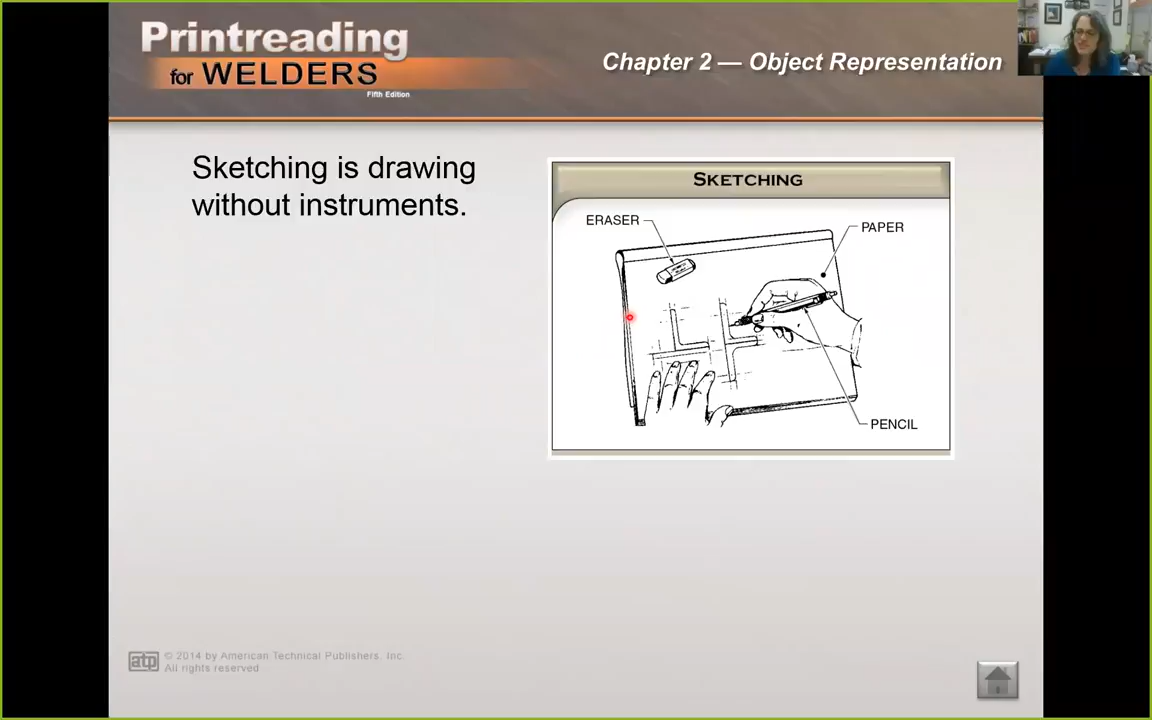 Printreading
for WELDERS
Fifth Edition
Chapter 2 — Object Representation
Sketching is drawing
without instruments.
SKETCHING
ERASER
PAPER
PENCIL
atp
© 2014 by American Technical Publishers, Inc.
All rights reserved